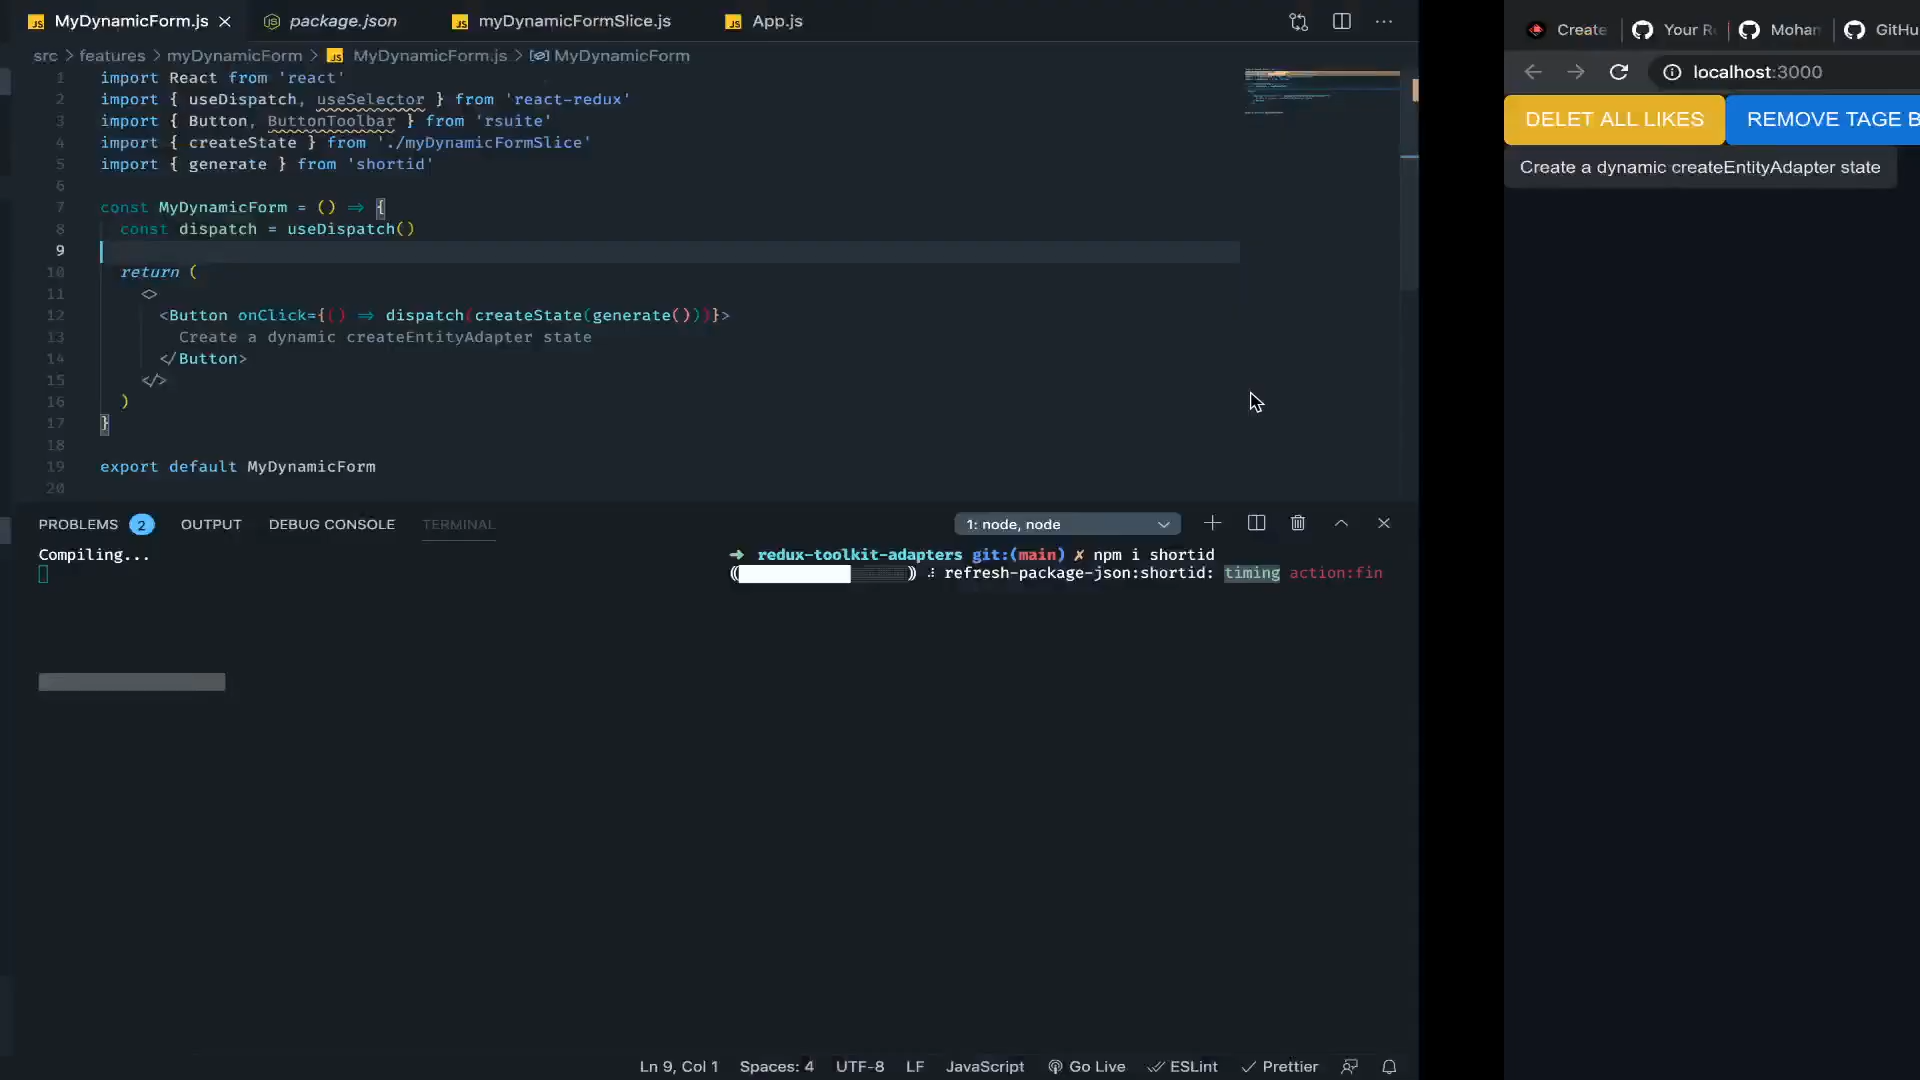 MyDynamicForm.js
package.json
myDynamicFormSlice.js
App.js
src > features > myDynamicForm > MyDynamicForm.js > MyDynamicForm
1 import React from 'react'
2 import { useDispatch, useSelector } from 'react-redux'
3 import { Button, ButtonToolbar } from 'rsuite'
4 import { createState } from './myDynamicFormSlice'
5 import { generate } from 'shortid'
6
7 const MyDynamicForm = () => {
8 const dispatch = useDispatch()
9
10 return (
11 <>
12 <Button onClick={() => dispatch(createState(generate()))}>
13 Create a dynamic createEntityAdapter state
14 </Button>
15 </>
16 )
17 }
18
19 export default MyDynamicForm
20
PROBLEMS 2 OUTPUT DEBUG CONSOLE TERMINAL 1: node, node
Compiling...
→ redux-toolkit-adapters git:(main) ✗ npm i shortid
refresh-package-json:shortid: timing action:fin
Ln 9, Col 1 Spaces: 4 UTF-8 LF JavaScript Go Live ESLint Prettier
Create Your R Mohan GitHu
localhost:3000
DELET ALL LIKES REMOVE TAGE B
Create a dynamic createEntityAdapter state